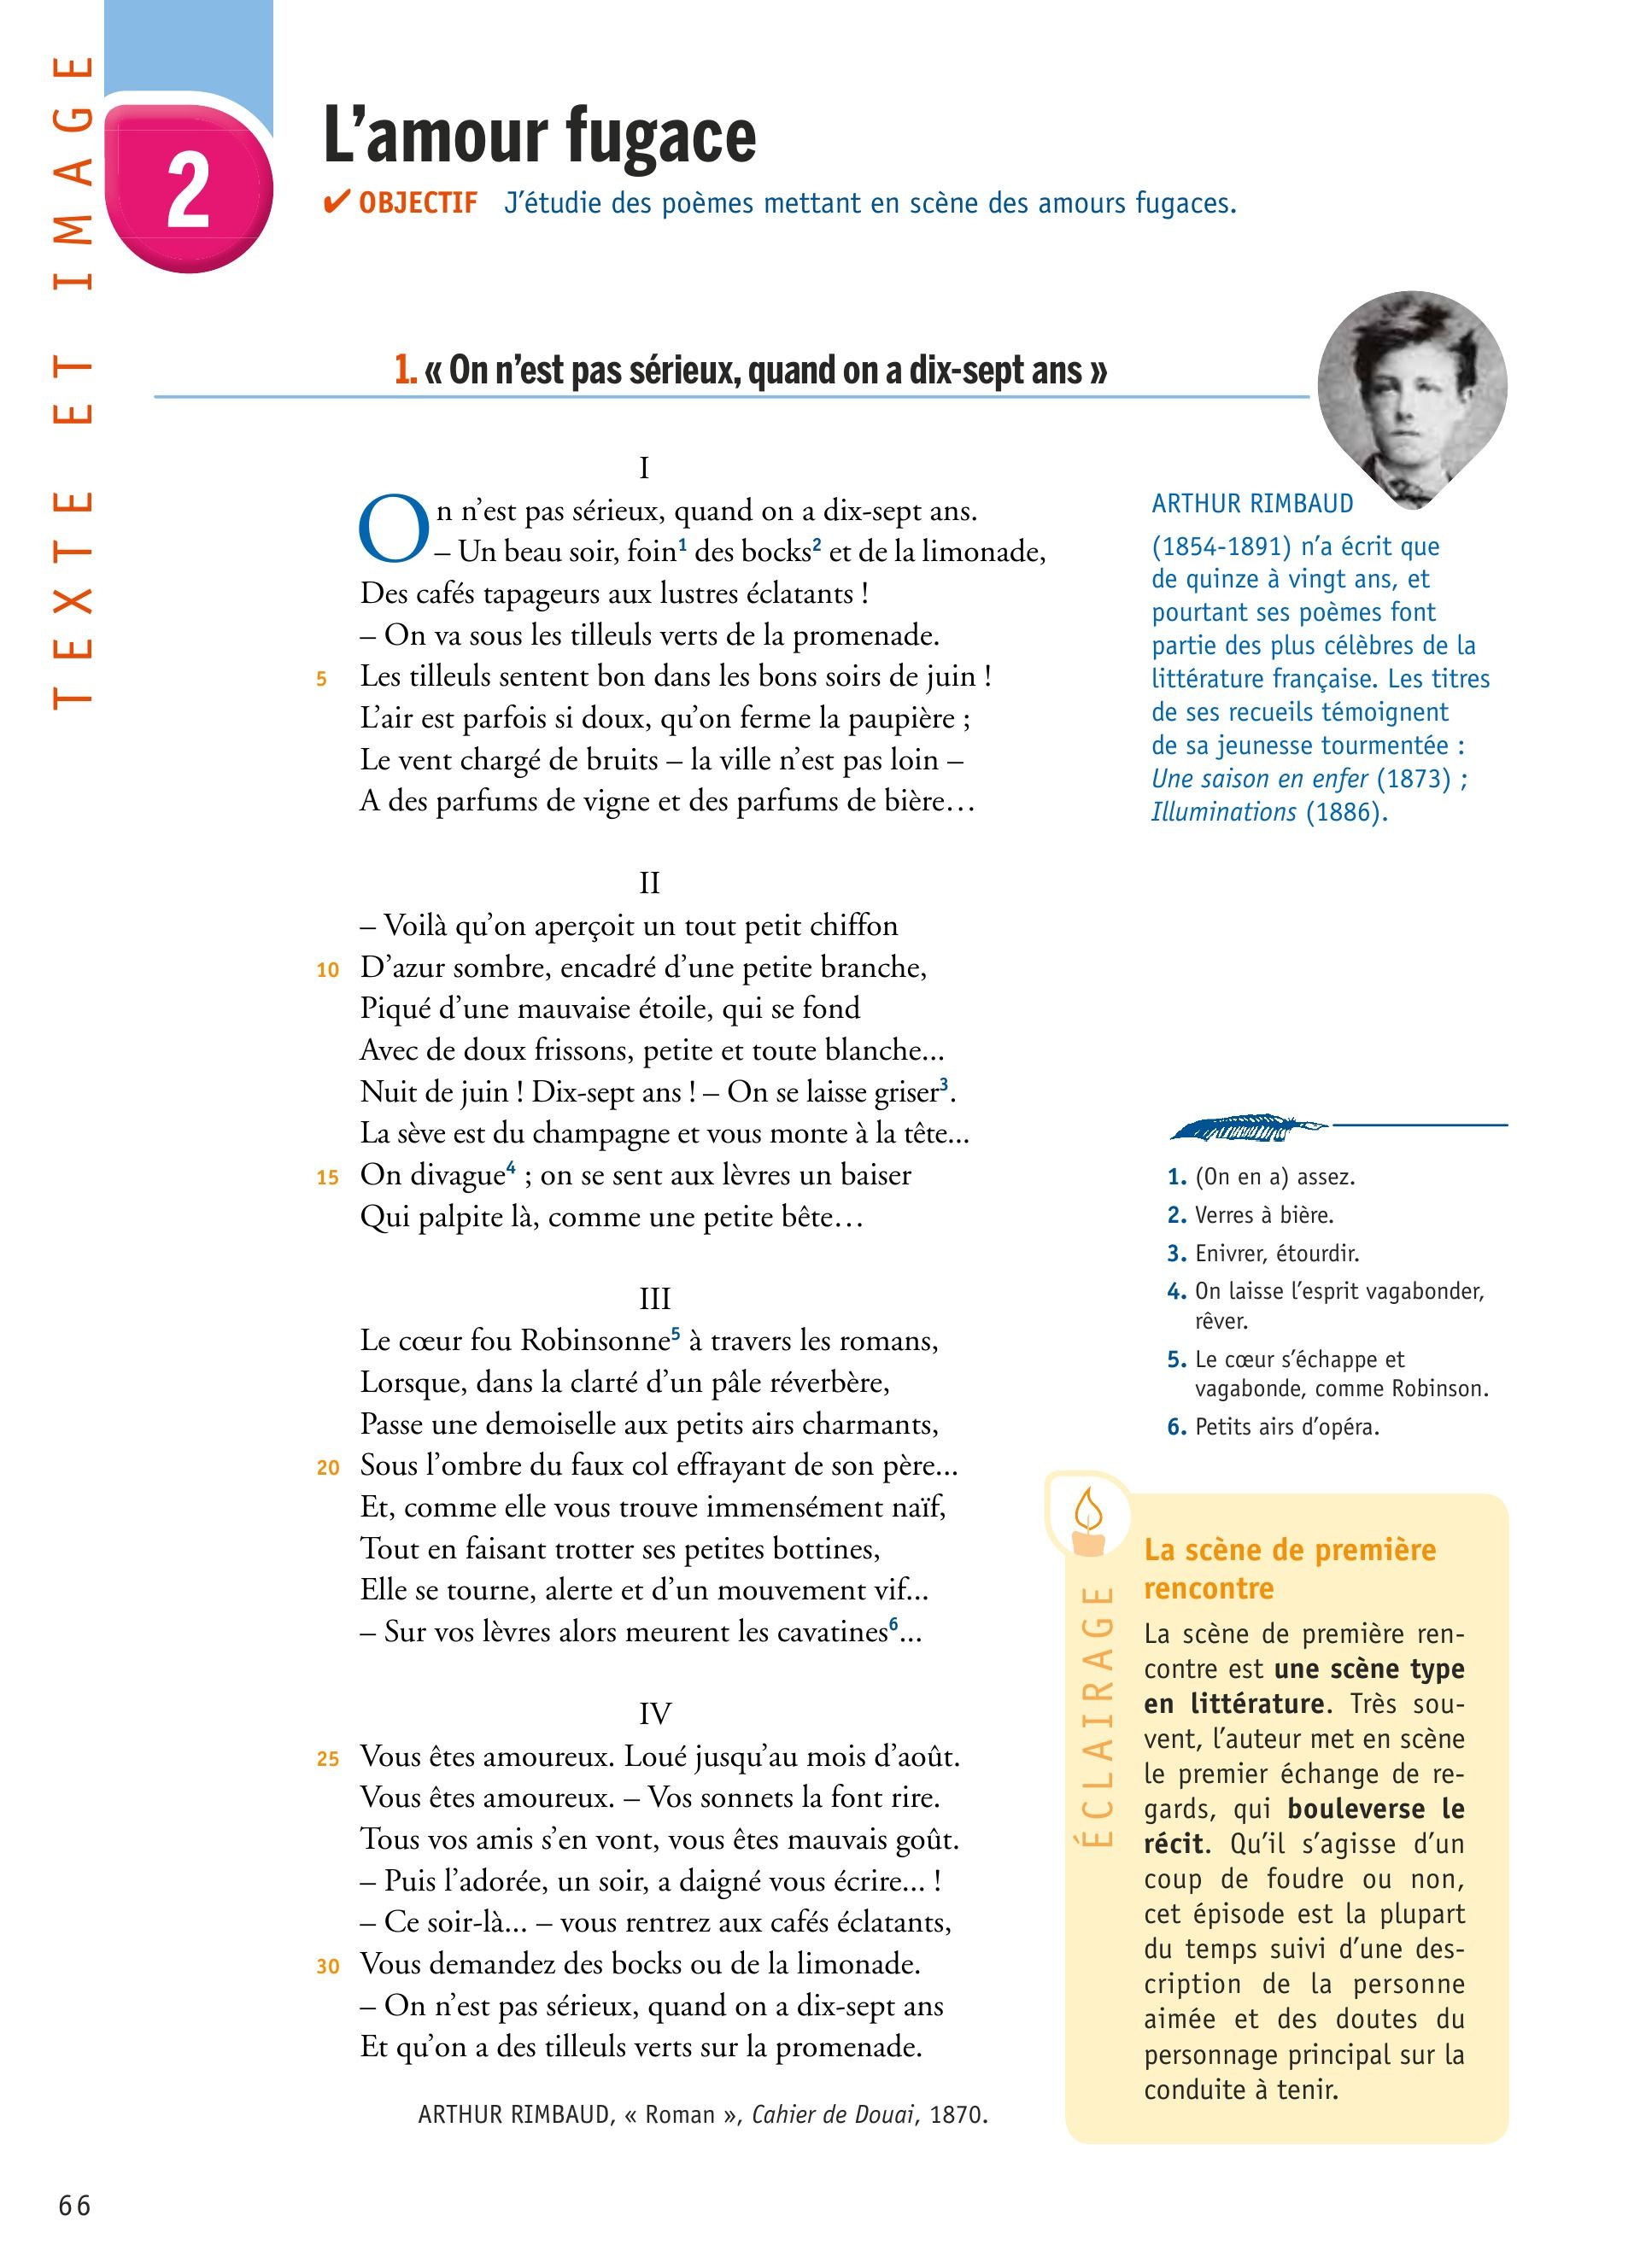 TEXTE ET IMAGE
2
L’amour fugace
✔ OBJECTIF J’étudie des poèmes mettant en scène des amours fugaces.
1. « On n’est pas sérieux, quand on a dix-sept ans »
I
On n’est pas sérieux, quand on a dix-sept ans.
– Un beau soir, foin1 des bocks2 et de la limonade,
Des cafés tapageurs aux lustres éclatants !
– On va sous les tilleuls verts de la promenade.
5 Les tilleuls sentent bon dans les bons soirs de juin !
L’air est parfois si doux, qu’on ferme la paupière ;
Le vent chargé de bruits – la ville n’est pas loin –
A des parfums de vigne et des parfums de bière…
II
– Voilà qu’on aperçoit un tout petit chiffon
10 D’azur sombre, encadré d’une petite branche,
Piqué d’une mauvaise étoile, qui se fond
Avec de doux frissons, petite et toute blanche...
Nuit de juin ! Dix-sept ans ! – On se laisse griser3.
La sève est du champagne et vous monte à la tête...
15 On divague4 ; on se sent aux lèvres un baiser
Qui palpite là, comme une petite bête…
III
Le cœur fou Robinsonne5 à travers les romans,
Lorsque, dans la clarté d’un pâle réverbère,
Passe une demoiselle aux petits airs charmants,
20 Sous l’ombre du faux col effrayant de son père...
Et, comme elle vous trouve immensément naïf,
Tout en faisant trotter ses petites bottines,
Elle se tourne, alerte et d’un mouvement vif...
– Sur vos lèvres alors meurent les cavatines6...
IV
25 Vous êtes amoureux. Loué jusqu’au mois d’août.
Vous êtes amoureux. – Vos sonnets la font rire.
Tous vos amis s’en vont, vous êtes mauvais goût.
– Puis l’adorée, un soir, a daigné vous écrire... !
– Ce soir-là... – vous rentrez aux cafés éclatants,
30 Vous demandez des bocks ou de la limonade.
– On n’est pas sérieux, quand on a dix-sept ans
Et qu’on a des tilleuls verts sur la promenade.
ARTHUR RIMBAUD, « Roman », Cahier de Douai, 1870.
ARTHUR RIMBAUD
(1854-1891) n’a écrit que
de quinze à vingt ans, et
pourtant ses poèmes font
partie des plus célèbres de la
littérature française. Les titres
de ses recueils témoignent
de sa jeunesse tourmentée :
Une saison en enfer (1873) ;
Illuminations (1886).
1. (On en a) assez.
2. Verres à bière.
3. Enivrer, étourdir.
4. On laisse l’esprit vagabonder,
rêver.
5. Le cœur s’échappe et
vagabonde, comme Robinson.
6. Petits airs d’opéra.
ÉCLAIRAGE
La scène de première
rencontre
La scène de première ren-
contre est une scène type
en littérature. Très sou-
vent, l’auteur met en scène
le premier échange de re-
gards, qui bouleverse le
récit. Qu’il s’agisse d’un
coup de foudre ou non,
cet épisode est la plupart
du temps suivi d’une des-
cription de la personne
aimée et des doutes du
personnage principal sur la
conduite à tenir.
66